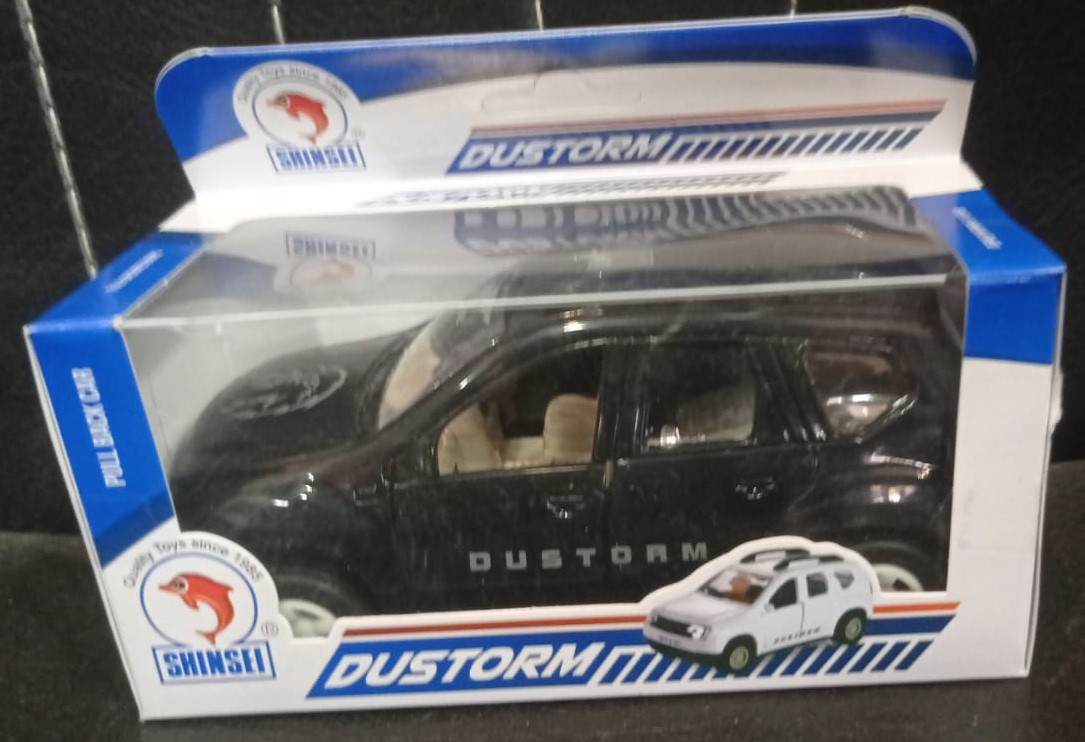 Quality Toys since 1985
SHINSEI
DUSTORM
SHINSEI
PULL BACK CAR
DUSTORM
Quality Toys since 1985
SHINSEI
DUSTORM